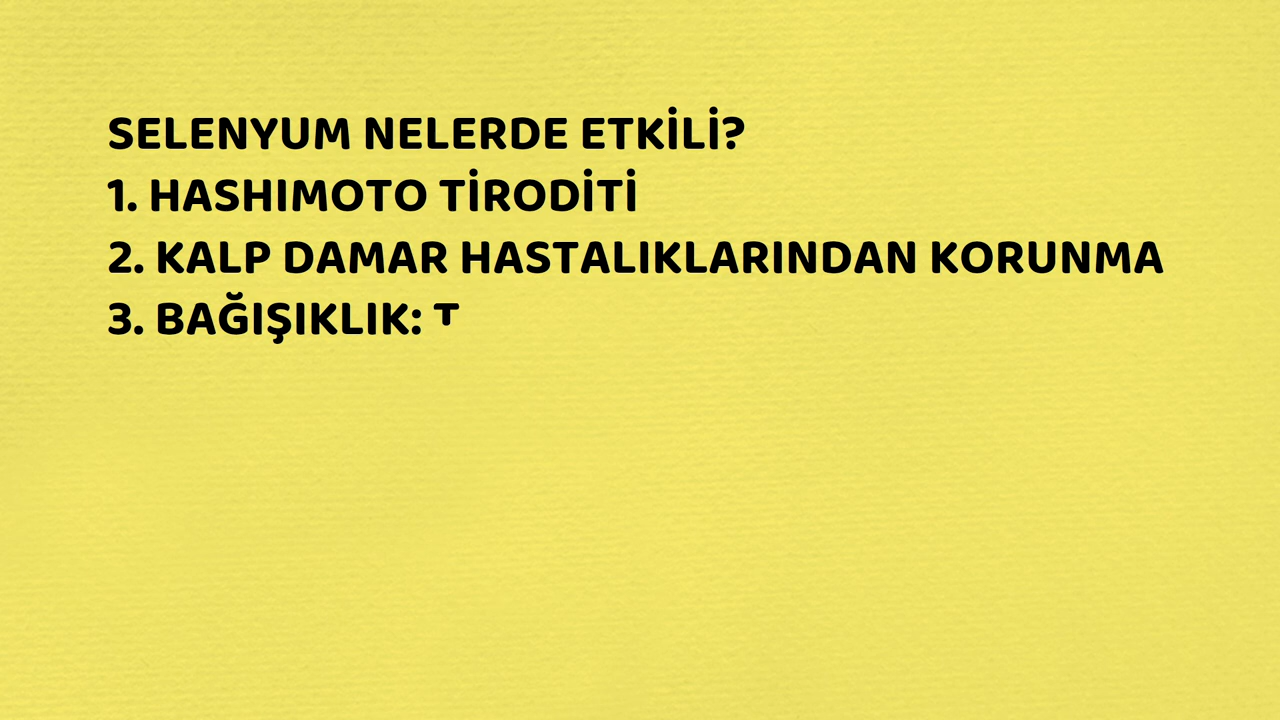 SELENYUM NELERDE ETKİLİ?
1. HASHIMOTO TİRODİTİ
2. KALP DAMAR HASTALIKLARINDAN KORUNMA
3. BAĞIŞIKLIK: T